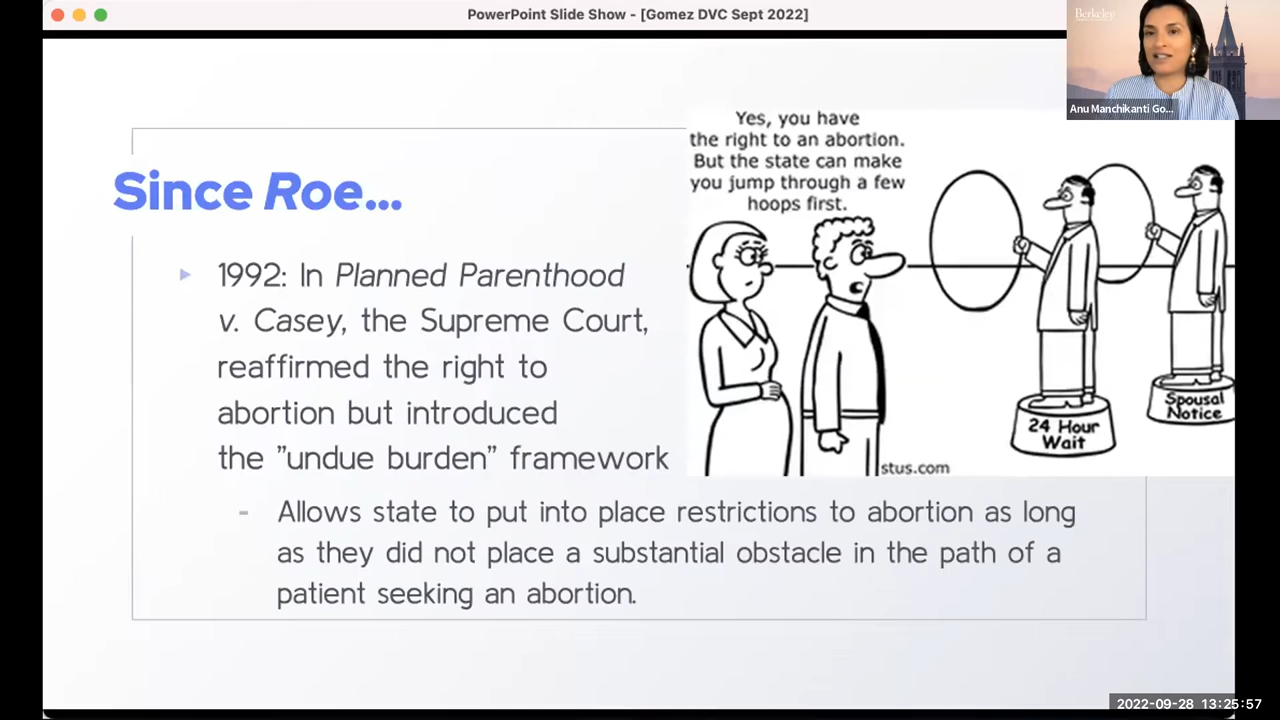 PowerPoint Slide Show - [Gomez DVC Sept 2022]
Berkeley
Anu Manchikanti Go...
Since Roe...
1992: In Planned Parenthood
v. Casey, the Supreme Court,
reaffirmed the right to
abortion but introduced
the "undue burden" framework
- Allows state to put into place restrictions to abortion as long
as they did not place a substantial obstacle in the path of a
patient seeking an abortion.
Yes, you have
the right to an abortion.
But the state can make
you jump through a few
hoops first.
24 Hour
Wait
Spousal
Notice
stus.com
2022-09-28 13:25:57